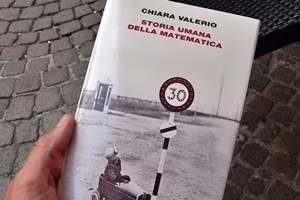 CHIARA VALERIO
STORIA UMANA
DELLA MATEMATICA
30